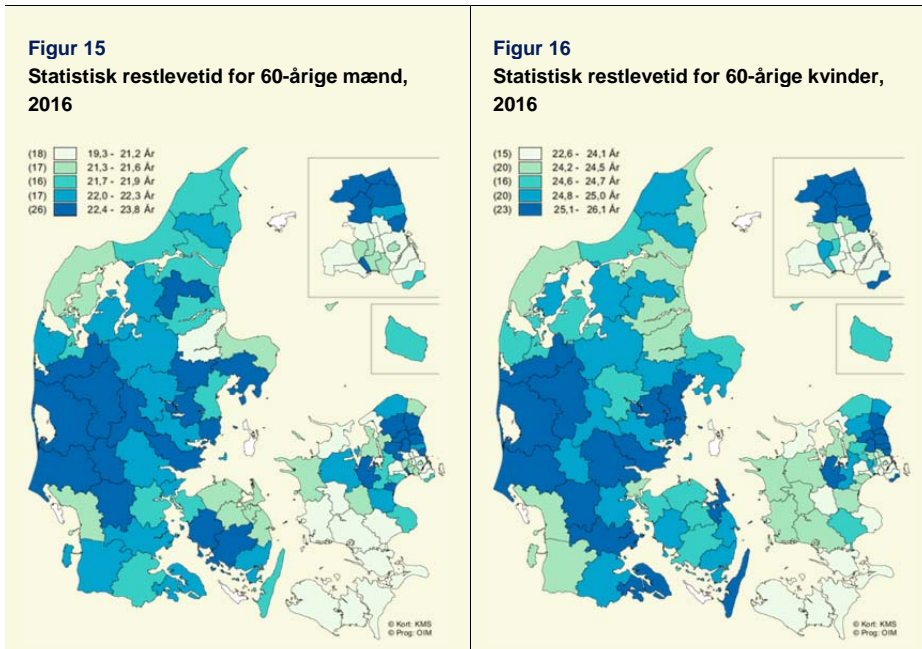 Figur 15
Statistisk restlevetid for 60-årige mænd,
2016
(18) 19,3 - 21,2 År
(17) 21,3 - 21,6 År
(16) 21,7 - 21,9 År
(17) 22,0 - 22,3 År
(26) 22,4 - 23,8 År
© Kort: KMS
© Prog: OIM
Figur 16
Statistisk restlevetid for 60-årige kvinder,
2016
(15) 22,6 - 24,1 År
(20) 24,2 - 24,5 År
(16) 24,6 - 24,7 År
(20) 24,8 - 25,0 År
(23) 25,1 - 26,1 År
© Kort: KMS
© Prog: OIM